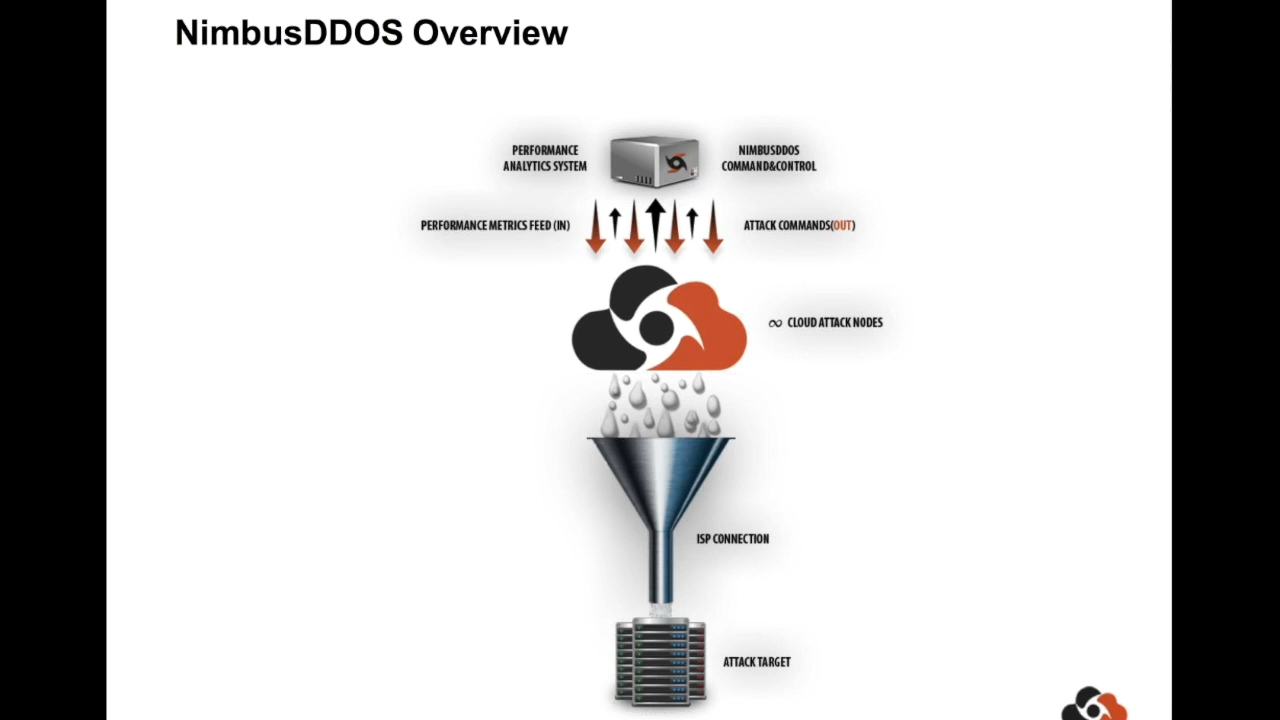 NimbusDDOS Overview
PERFORMANCE
ANALYTICS SYSTEM
NIMBUSDDOS
COMMAND&CONTROL
PERFORMANCE METRICS FEED (IN)
ATTACK COMMANDS(OUT)
∞ CLOUD ATTACK NODES
ISP CONNECTION
ATTACK TARGET